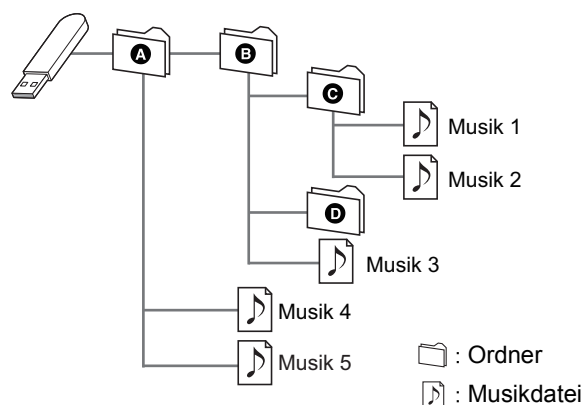 A
B
C
Musik 1
Musik 2
D
Musik 3
Musik 4
Musik 5
: Ordner
: Musikdatei